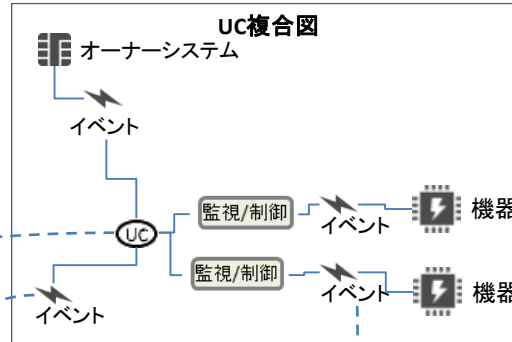 UC複合図
オーナーシステム
イベント
監視/制御
イベント
機器
UC
監視/制御
イベント
機器
イベント